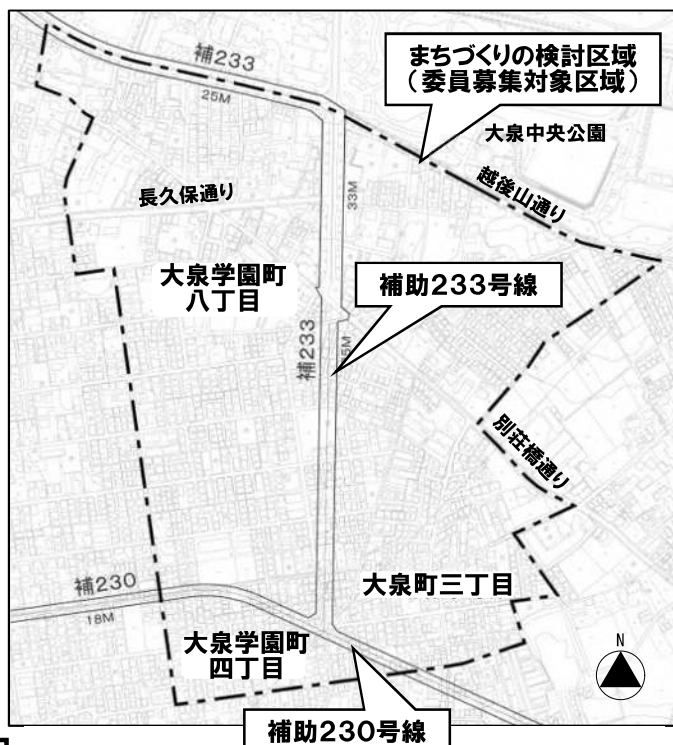 補233
25M
まちづくりの検討区域
(委員募集対象区域)
大泉中央公園
越後山通り
長久保通り
33M
大泉学園町
八丁目
補助233号線
補233
別荘橋通り
補230
18M
大泉町三丁目
大泉学園町
四丁目
N
補助230号線